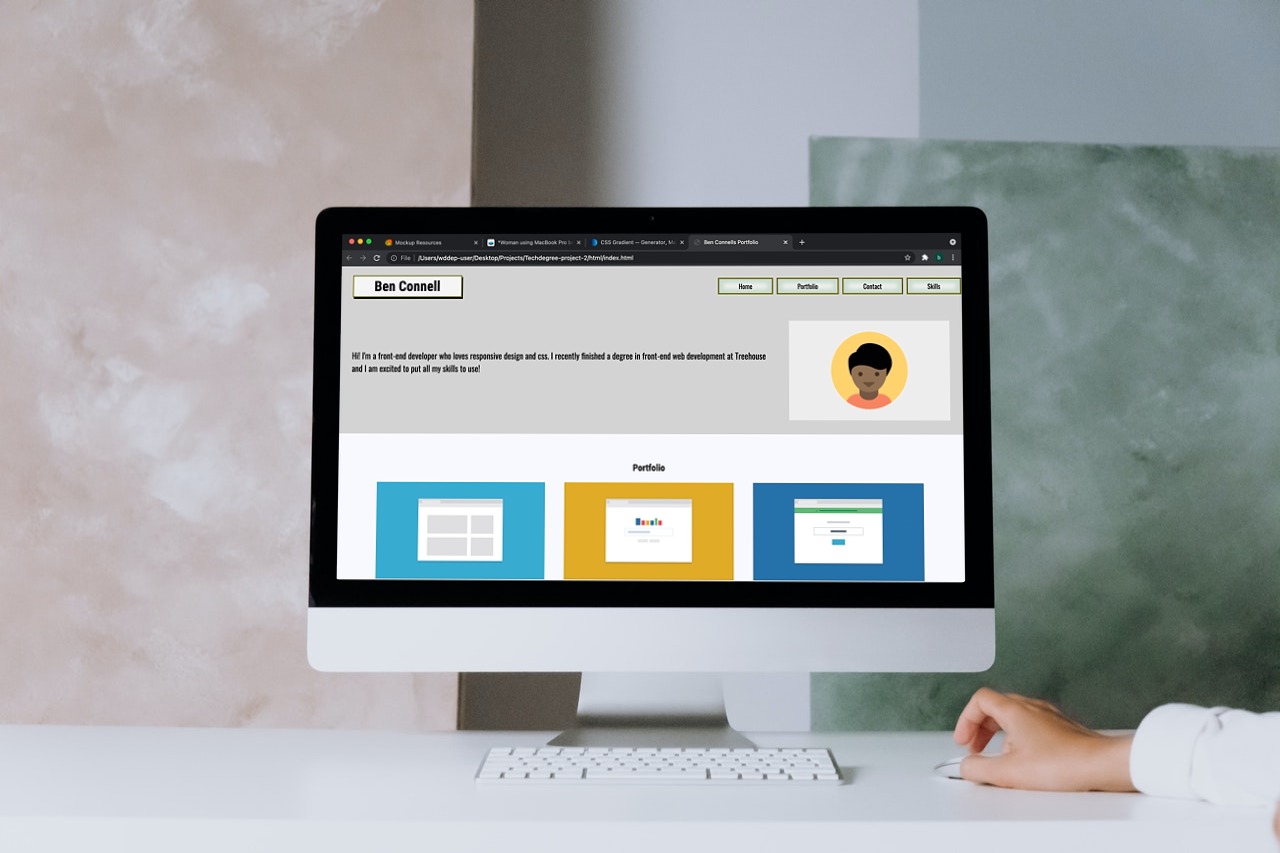 Mockup Resources
"Woman using MacBook Pro
CSS Gradient — Generator, M
Ben Connells Portfolio
File
/Users/wddep-user/Desktop/Projects/Techdegree-project-2/html/index.html
Ben Connell
Home
Portfolio
Contact
Skills
Hi! I'm a front-end developer who loves responsive design and css. I recently finished a degree in front-end web development at Treehouse
and I am excited to put all my skills to use!
Portfolio